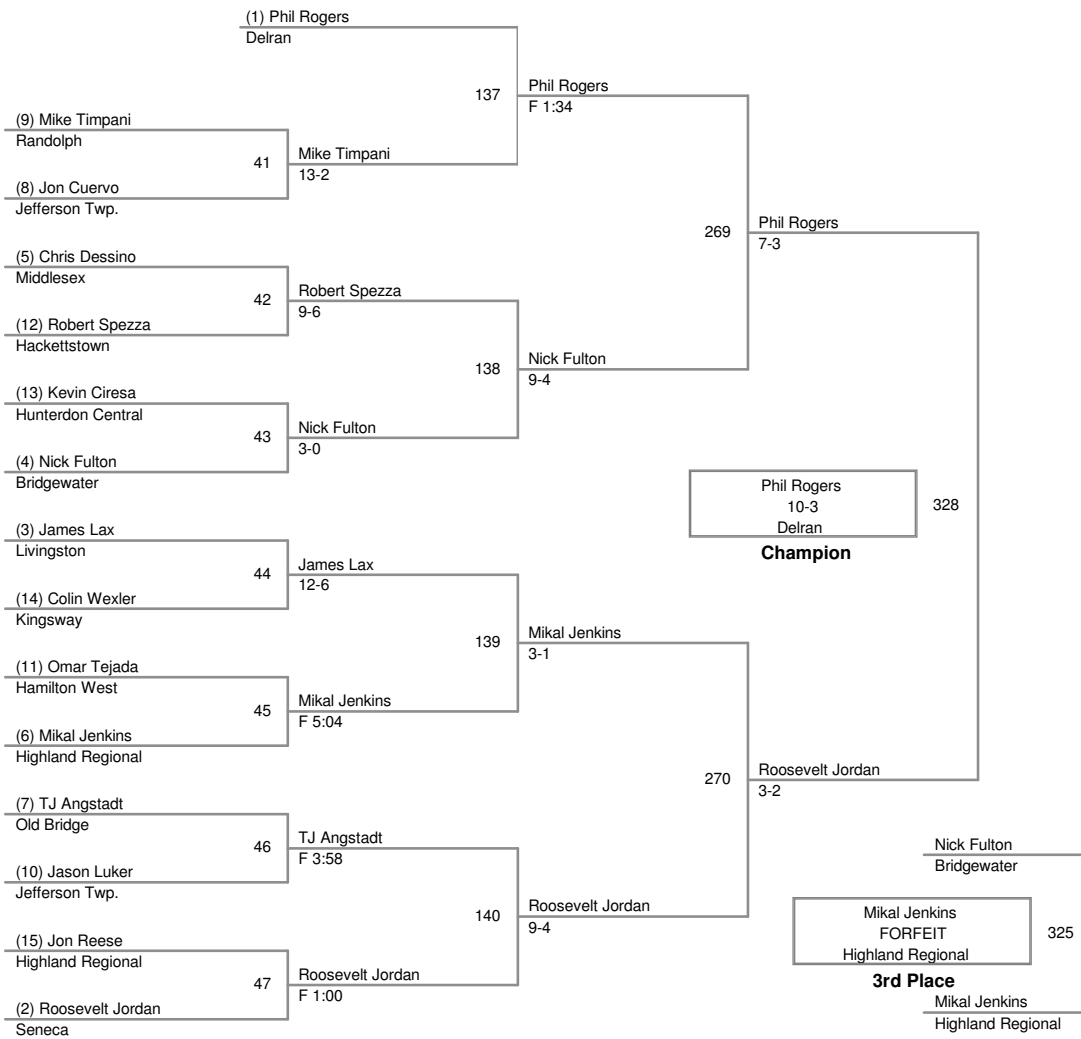 (1) Phil Rogers
Delran
137
Phil Rogers
F 1:34
(9) Mike Timpani
Randolph
41
Mike Timpani
13-2
(8) Jon Cuervo
Jefferson Twp.
269
Phil Rogers
7-3
(5) Chris Dessino
Middlesex
42
Robert Spezza
9-6
(12) Robert Spezza
Hackettstown
138
Nick Fulton
9-4
(13) Kevin Ciresa
Hunterdon Central
43
Nick Fulton
3-0
(4) Nick Fulton
Bridgewater
Phil Rogers
10-3
Delran
328
Champion
(3) James Lax
Livingston
44
James Lax
12-6
(14) Colin Wexler
Kingsway
139
Mikal Jenkins
3-1
(11) Omar Tejada
Hamilton West
45
Mikal Jenkins
F 5:04
(6) Mikal Jenkins
Highland Regional
270
Roosevelt Jordan
3-2
(7) TJ Angstadt
Old Bridge
46
TJ Angstadt
F 3:58
(10) Jason Luker
Jefferson Twp.
140
Roosevelt Jordan
9-4
(15) Jon Reese
Highland Regional
47
Roosevelt Jordan
F 1:00
(2) Roosevelt Jordan
Seneca
Nick Fulton
Bridgewater
Mikal Jenkins
FORFEIT
Highland Regional
325
3rd Place
Mikal Jenkins
Highland Regional